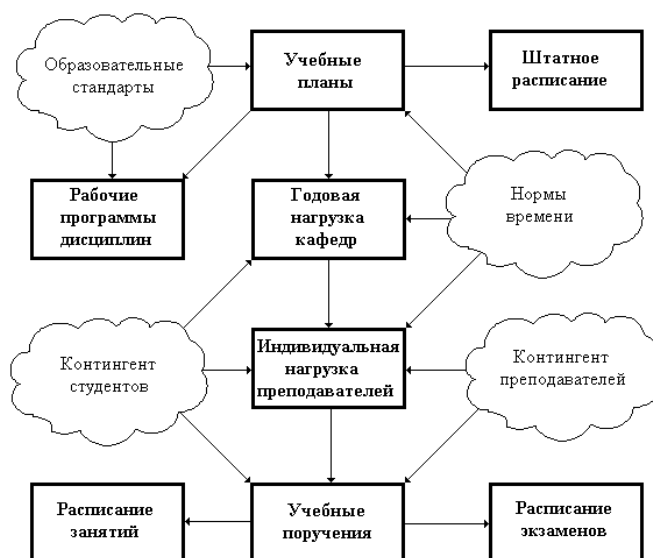 Образовательные
стандарты
Учебные
планы
Штатное
расписание
Рабочие
программы
дисциплин
Годовая
нагрузка
кафедр
Нормы
времени
Контингент
студентов
Индивидуальная
нагрузка
преподавателей
Контингент
преподавателей
Расписание
занятий
Учебные
поручения
Расписание
экзаменов